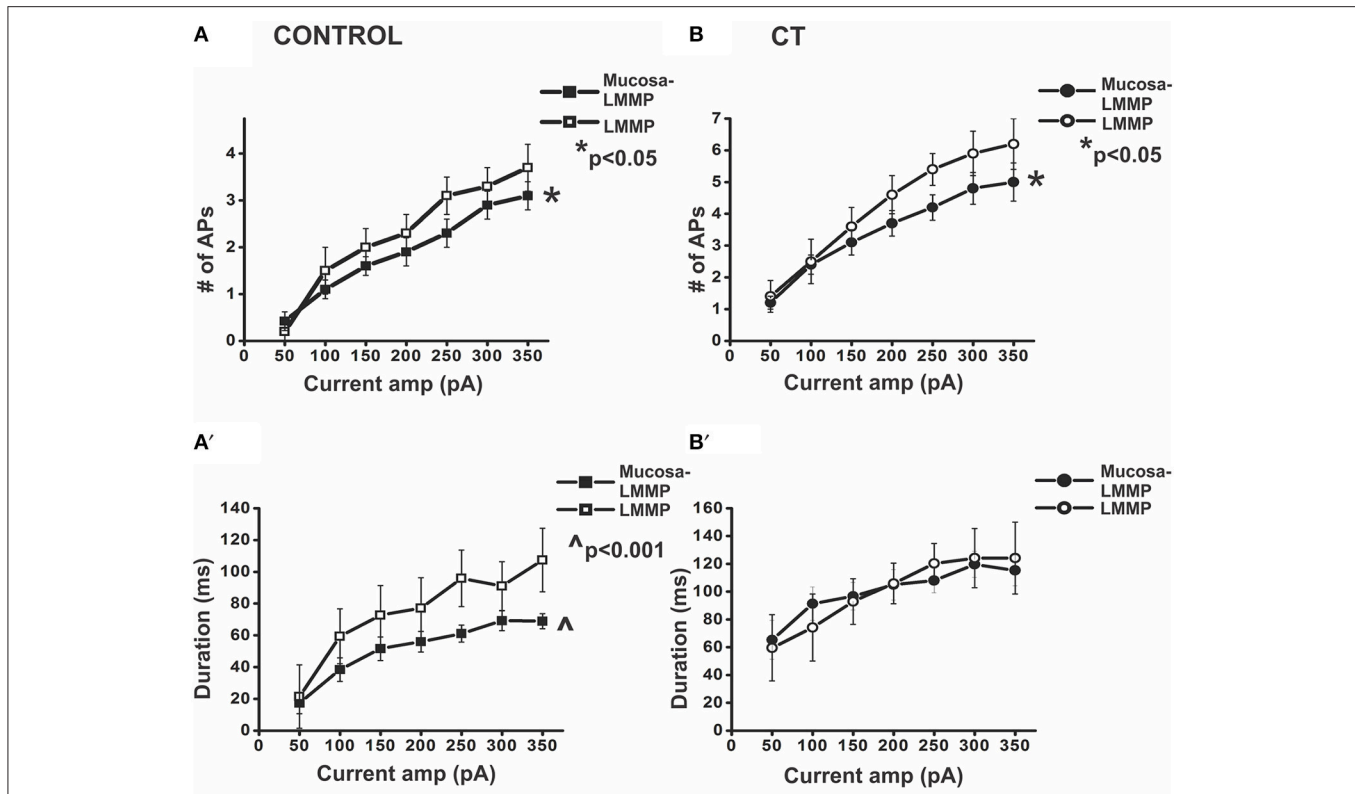 A
CONTROL
Mucosa-
LMMP
LMMP
*p<0.05
# of APs
4
3
2
1
0
*
0 50 100 150 200 250 300 350
Current amp (pA)
B
CT
Mucosa-
LMMP
LMMP
*p<0.05
# of APs
7
6
5
4
3
2
1
0
*
0 50 100 150 200 250 300 350
Current amp (pA)
A′
Mucosa-
LMMP
LMMP
^p<0.001
Duration (ms)
140
120
100
80
60
40
20
0
^
0 50 100 150 200 250 300 350
Current amp (pA)
B′
Mucosa-
LMMP
LMMP
Duration (ms)
160
140
120
100
80
60
40
20
0
0 50 100 150 200 250 300 350
Current amp (pA)